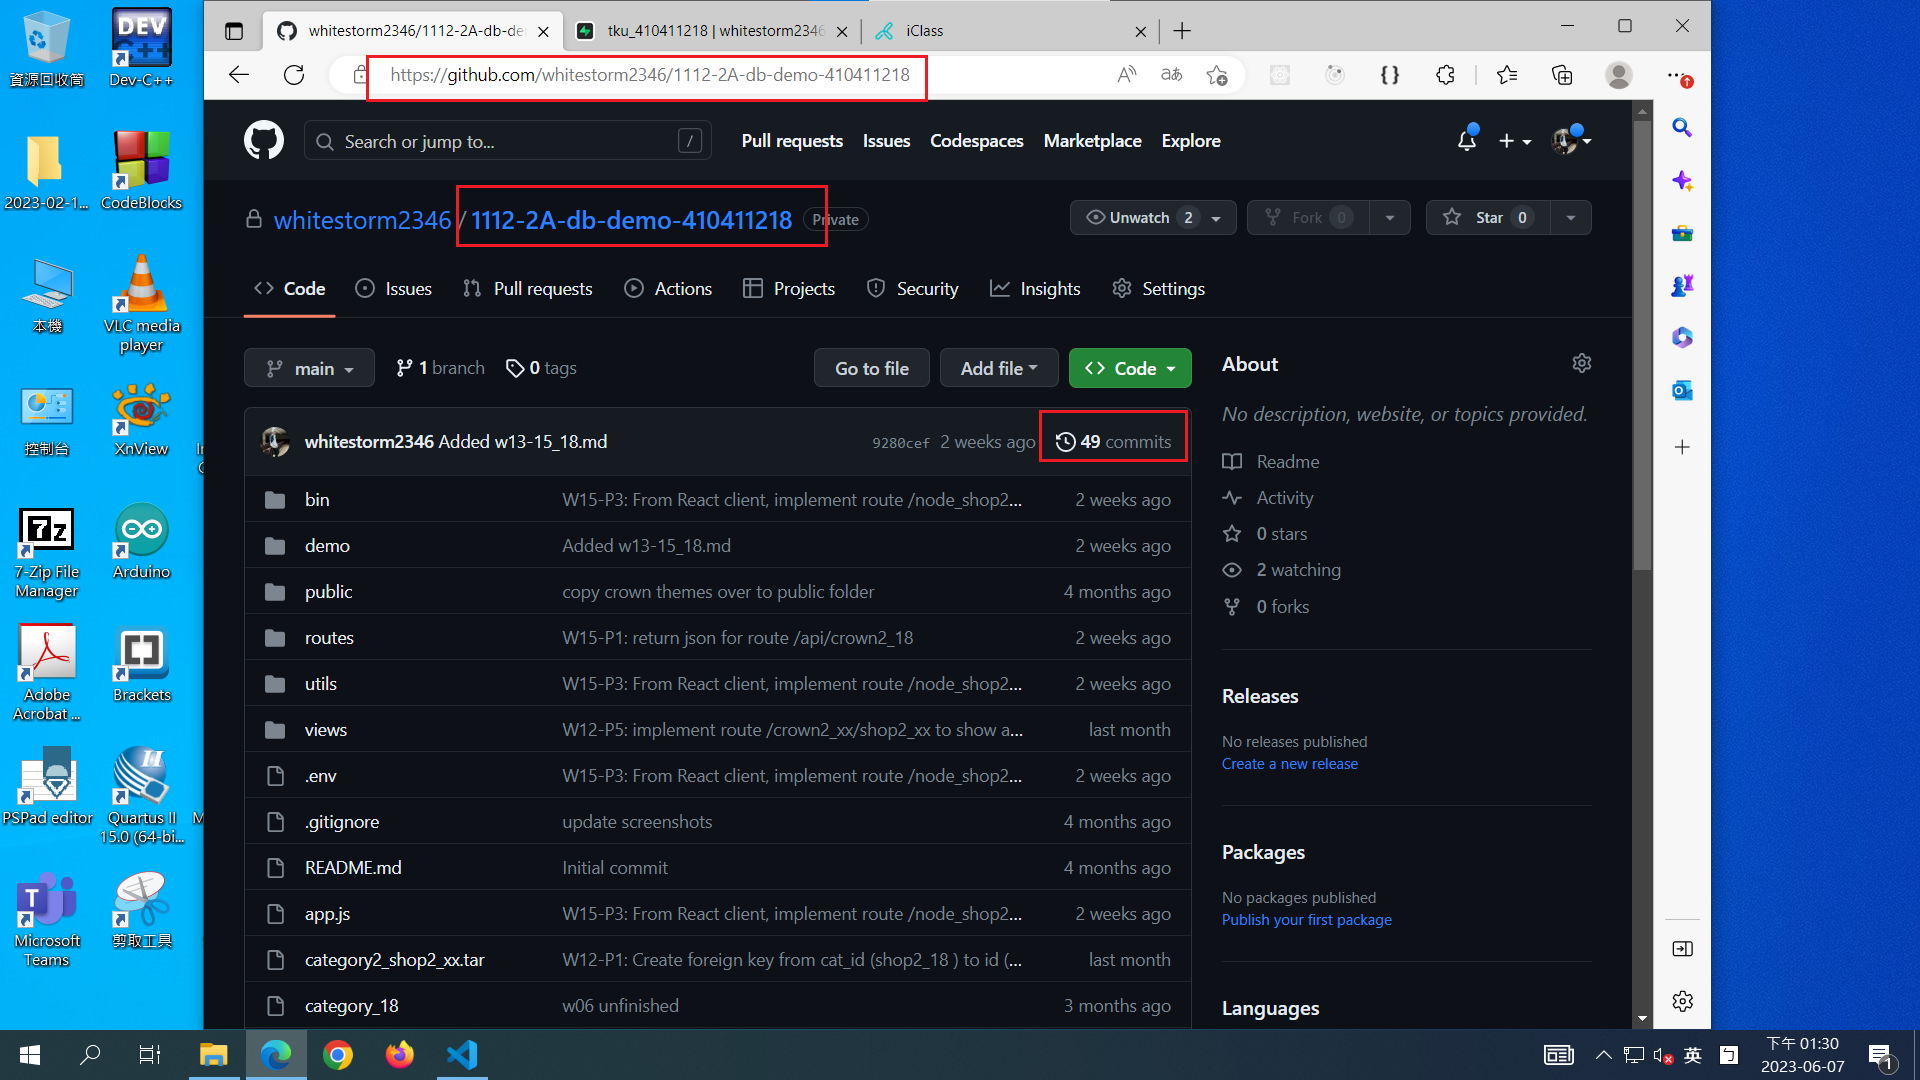 whitestorm2346/1112-2A-db-de
tku_410411218 | whitestorm2346
iClass
https://github.com/whitestorm2346/1112-2A-db-demo-410411218
Search or jump to...
/
Pull requests
Issues
Codespaces
Marketplace
Explore
whitestorm2346 / 1112-2A-db-demo-410411218
Private
Unwatch 2
Fork 0
Star 0
Code
Issues
Pull requests
Actions
Projects
Security
Insights
Settings
main
1 branch
0 tags
Go to file
Add file
Code
whitestorm2346 Added w13-15_18.md
9280cef 2 weeks ago
49 commits
bin W15-P3: From React client, implement route /node_shop2... 2 weeks ago
demo Added w13-15_18.md 2 weeks ago
public copy crown themes over to public folder 4 months ago
routes W15-P1: return json for route /api/crown2_18 2 weeks ago
utils W15-P3: From React client, implement route /node_shop2... 2 weeks ago
views W12-P5: implement route /crown2_xx/shop2_xx to show a... last month
.env W15-P3: From React client, implement route /node_shop2... 2 weeks ago
.gitignore update screenshots 4 months ago
README.md Initial commit 4 months ago
app.js W15-P3: From React client, implement route /node_shop2... 2 weeks ago
category2_shop2_xx.tar W12-P1: Create foreign key from cat_id (shop2_18 ) to id (... last month
category_18 w06 unfinished 3 months ago
About
No description, website, or topics provided.
Readme
Activity
0 stars
2 watching
0 forks
Releases
No releases published
Create a new release
Packages
No packages published
Publish your first package
Languages
資源回收筒
DEV
C++
Dev-C++
2023-02-1...
CodeBlocks
本機
VLC media
player
控制台
XnView
7z
7-Zip File
Manager
Arduino
Adobe
Acrobat ...
Brackets
PSPad editor
II
Quartus II
15.0 (64-bi...
T
Microsoft
Teams
剪取工具
英
ㄅ
下午 01:30
2023-06-07
1